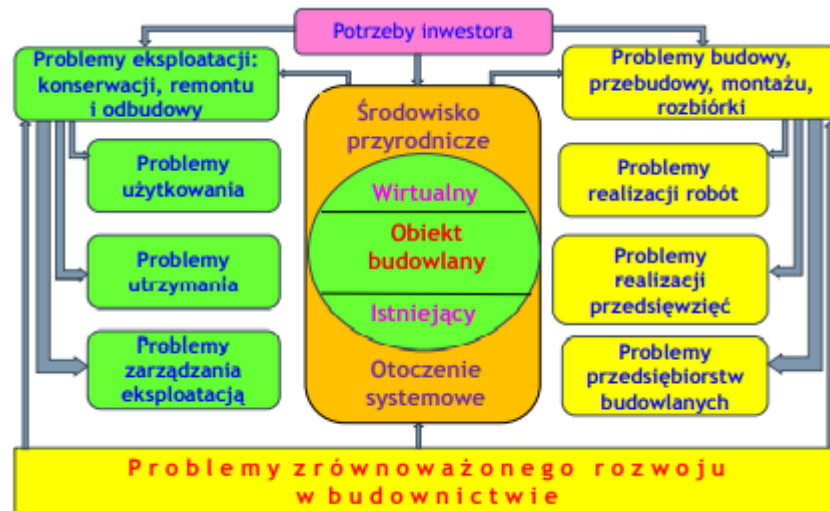 Potrzeby inwestora
Problemy eksploatacji:
konserwacji, remontu
i odbudowy
Problemy
użytkowania
Problemy
utrzymania
Problemy
zarządzania
eksploatacją
Środowisko
przyrodnicze
Wirtualny
Obiekt
budowlany
Istniejący
Otoczenie
systemowe
Problemy budowy,
przebudowy, montażu,
rozbiórki
Problemy
realizacji robót
Problemy
realizacji
przedsięwzięć
Problemy
przedsiębiorstw
budowlanych
Problemy zrównoważonego rozwoju
w budownictwie